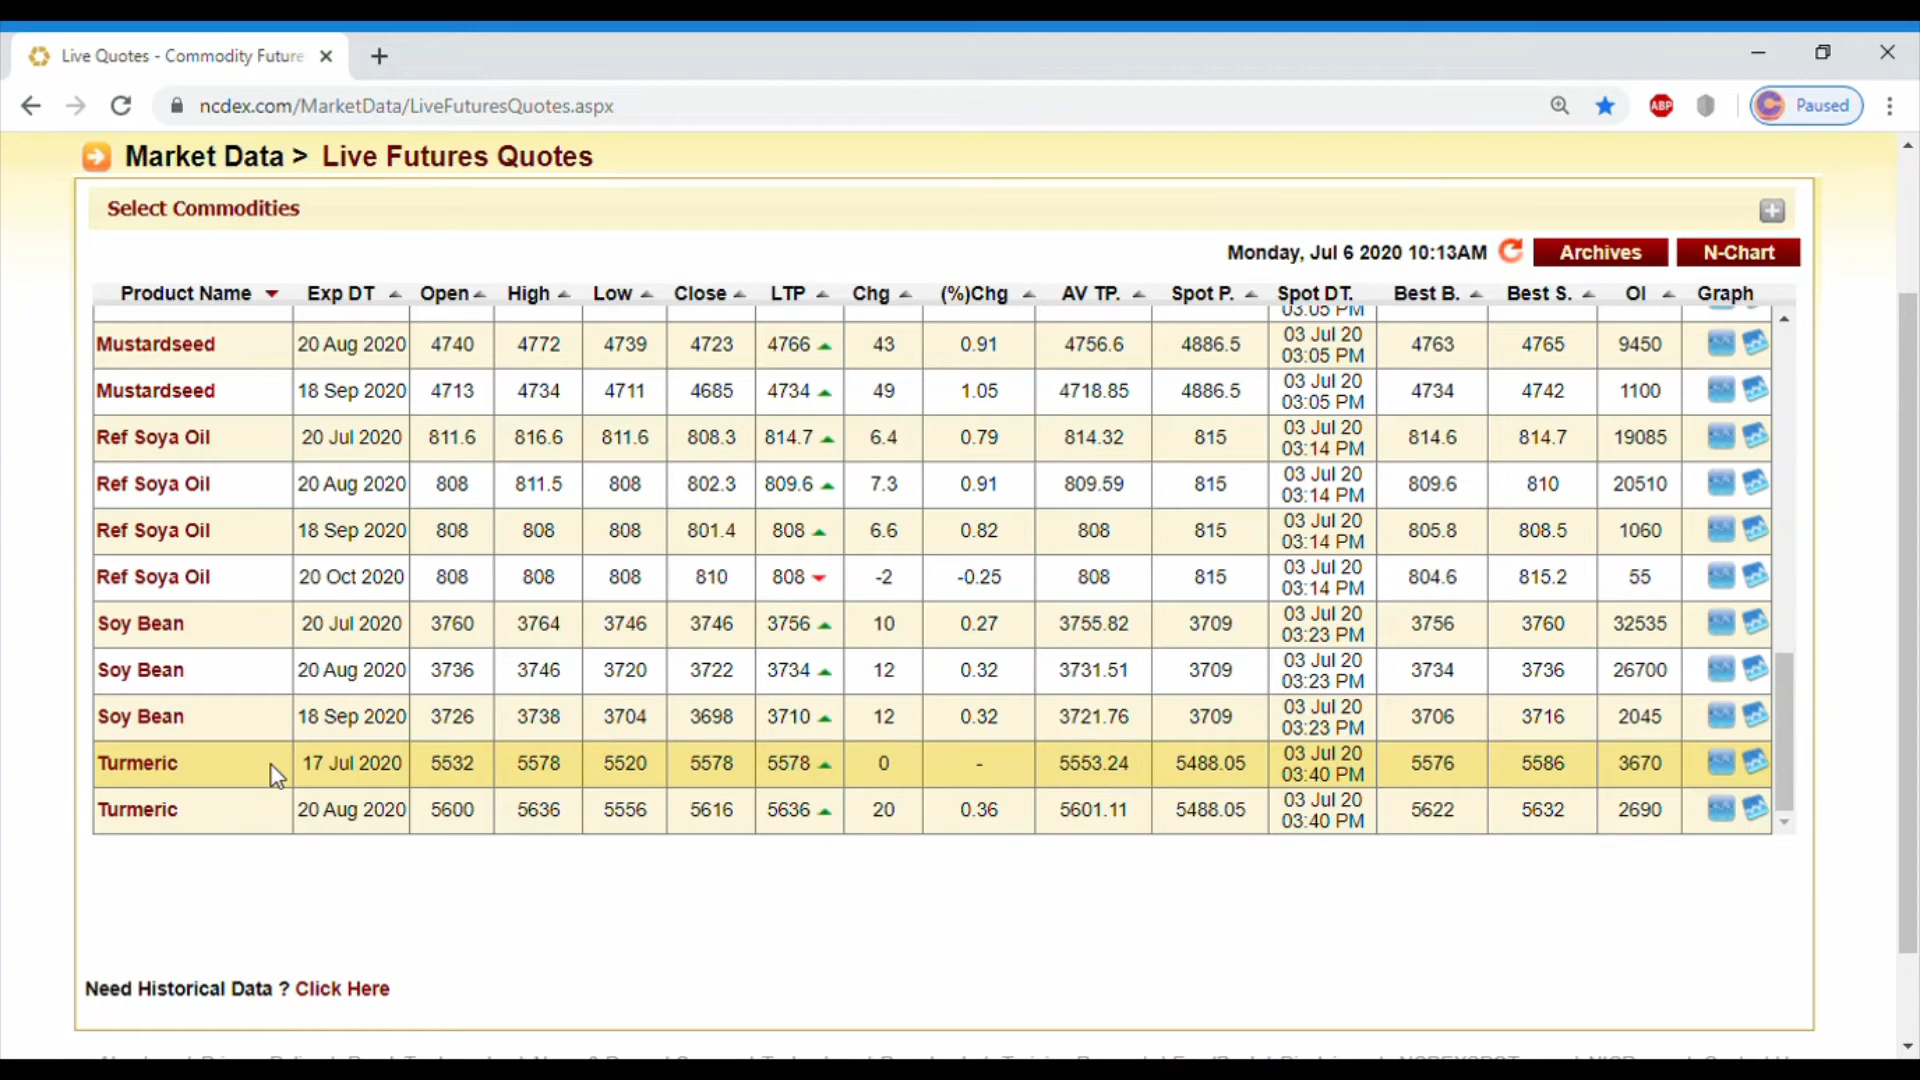 Live Quotes - Commodity Future
ncdex.com/MarketData/LiveFuturesQuotes.aspx
ABP
Paused
Market Data > Live Futures Quotes
Select Commodities
Monday, Jul 6 2020 10:13AM Archives N-Chart
Product Name Exp DT Open High Low Close LTP Chg (%)Chg AV TP. Spot P. Spot DT. Best B. Best S. OI Graph
03:05 PM
Mustardseed 20 Aug 2020 4740 4772 4739 4723 4766 43 0.91 4756.6 4886.5 03 Jul 20 03:05 PM 4763 4765 9450
Mustardseed 18 Sep 2020 4713 4734 4711 4685 4734 49 1.05 4718.85 4886.5 03 Jul 20 03:05 PM 4734 4742 1100
Ref Soya Oil 20 Jul 2020 811.6 816.6 811.6 808.3 814.7 6.4 0.79 814.32 815 03 Jul 20 03:14 PM 814.6 814.7 19085
Ref Soya Oil 20 Aug 2020 808 811.5 808 802.3 809.6 7.3 0.91 809.59 815 03 Jul 20 03:14 PM 809.6 810 20510
Ref Soya Oil 18 Sep 2020 808 808 808 801.4 808 6.6 0.82 808 815 03 Jul 20 03:14 PM 805.8 808.5 1060
Ref Soya Oil 20 Oct 2020 808 808 808 810 808 -2 -0.25 808 815 03 Jul 20 03:14 PM 804.6 815.2 55
Soy Bean 20 Jul 2020 3760 3764 3746 3746 3756 10 0.27 3755.82 3709 03 Jul 20 03:23 PM 3756 3760 32535
Soy Bean 20 Aug 2020 3736 3746 3720 3722 3734 12 0.32 3731.51 3709 03 Jul 20 03:23 PM 3734 3736 26700
Soy Bean 18 Sep 2020 3726 3738 3704 3698 3710 12 0.32 3721.76 3709 03 Jul 20 03:23 PM 3706 3716 2045
Turmeric 17 Jul 2020 5532 5578 5520 5578 5578 0 - 5553.24 5488.05 03 Jul 20 03:40 PM 5576 5586 3670
Turmeric 20 Aug 2020 5600 5636 5556 5616 5636 20 0.36 5601.11 5488.05 03 Jul 20 03:40 PM 5622 5632 2690
Need Historical Data ? Click Here